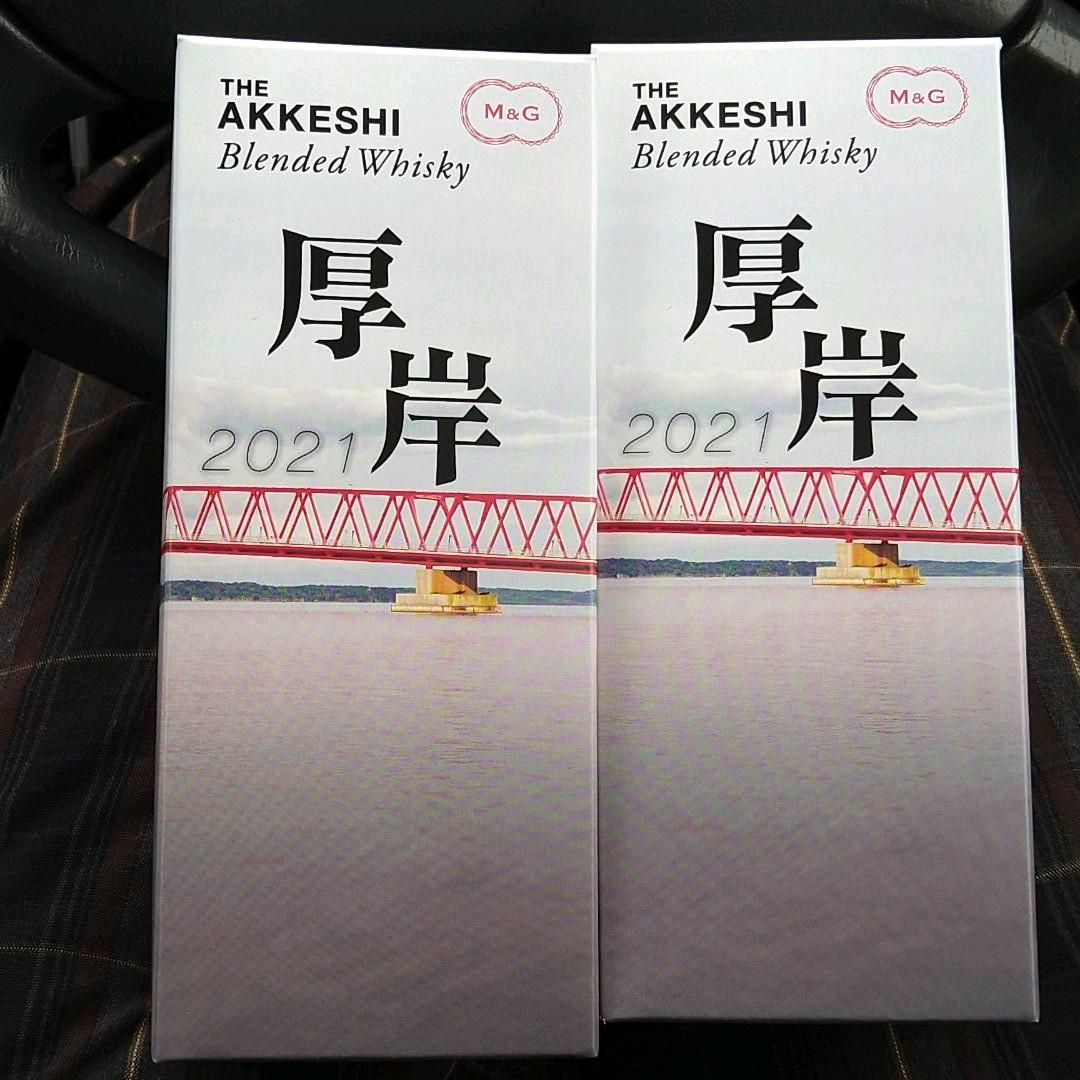 THE
AKKESHI
Blended Whisky
M&G
厚岸
2021
THE
AKKESHI
Blended Whisky
M&G
厚岸
2021